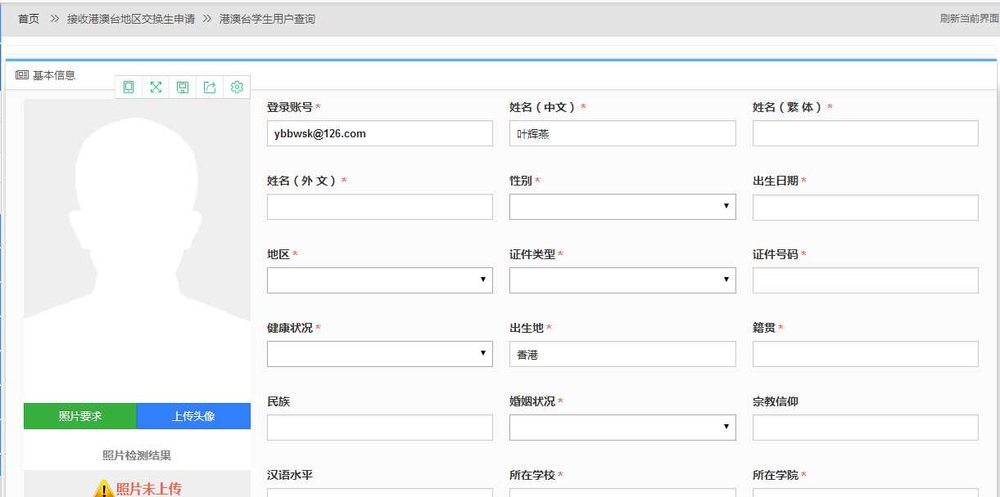 首页 >> 接收港澳台地区交换生申请 >> 港澳台学生用户查询 刷新当前界面
基本信息
登录账号 * 姓名（中文） * 姓名（繁 体） *
ybbwsk@126.com 叶辉燕
姓名（外 文） * 性别 * 出生日期 *
地区 * 证件类型 * 证件号码 *
健康状况 * 出生地 * 籍贯 *
香港
民族 婚姻状况 * 宗教信仰
照片要求 上传头像
照片检测结果
汉语水平 所在学校 * 所在学院 *
照片未上传